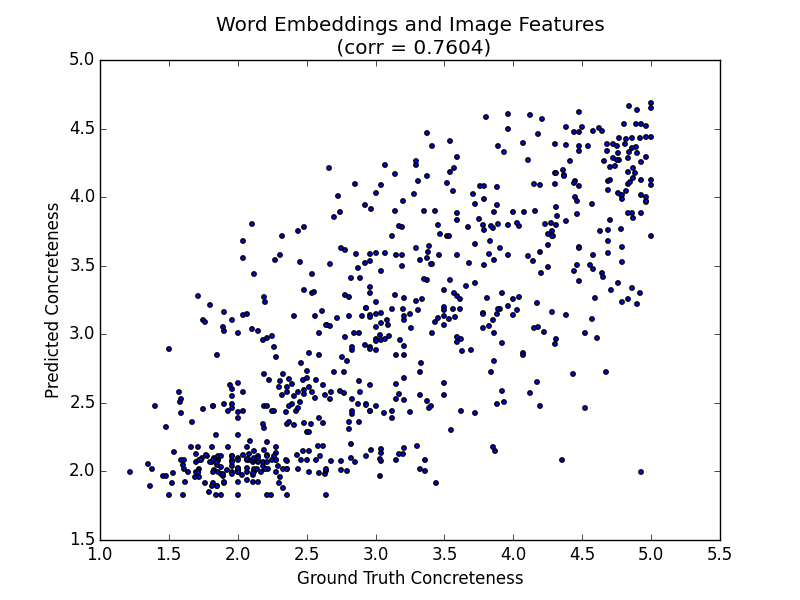 Word Embeddings and Image Features
(corr = 0.7604)
5.0
4.5
4.0
3.5
3.0
2.5
2.0
1.5
Predicted Concreteness
1.0 1.5 2.0 2.5 3.0 3.5 4.0 4.5 5.0 5.5
Ground Truth Concreteness